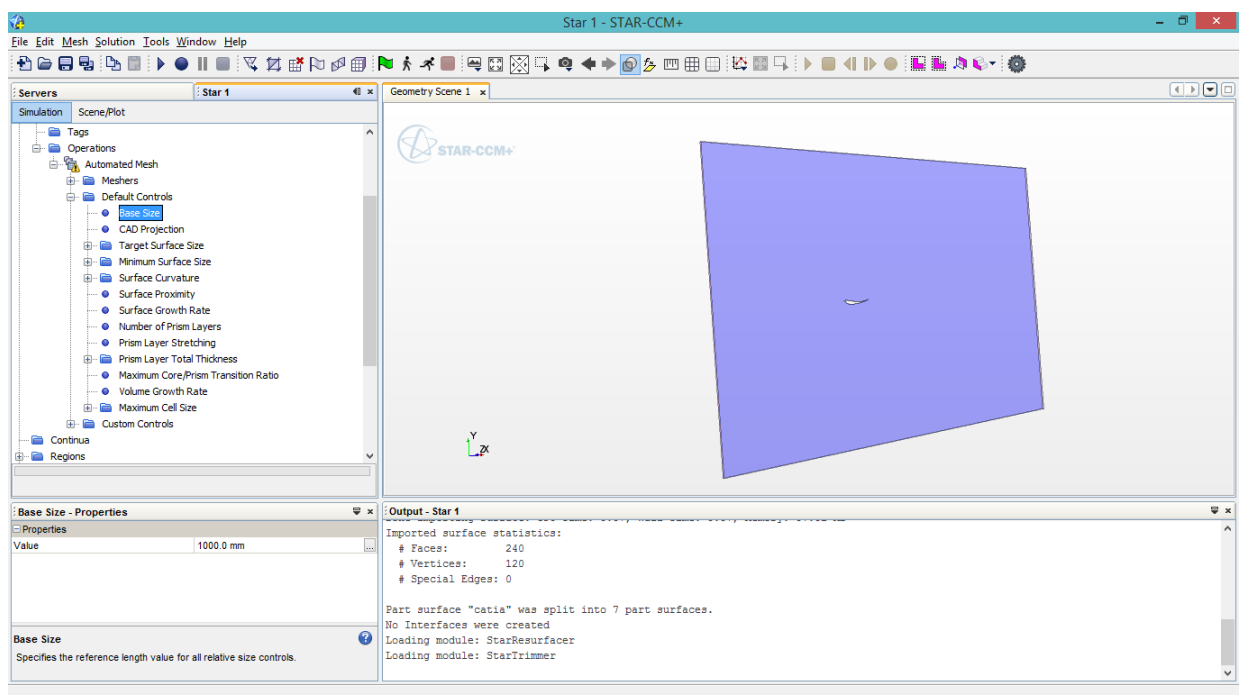 Star 1 - STAR-CCM+
File Edit Mesh Solution Tools Window Help
Servers
Star 1
Geometry Scene 1
Simulation Scene/Plot
Tags
Operations
Automated Mesh
Meshers
Default Controls
Base Size
CAD Projection
Target Surface Size
Minimum Surface Size
Surface Curvature
Surface Proximity
Surface Growth Rate
Number of Prism Layers
Prism Layer Stretching
Prism Layer Total Thickness
Maximum Core/Prism Transition Ratio
Volume Growth Rate
Maximum Cell Size
Custom Controls
Continua
Regions
STAR-CCM+
Y
ZX
Base Size - Properties
Properties
Value 1000.0 mm
...
Base Size
Specifies the reference length value for all relative size controls.
Output - Star 1
Imported surface statistics:
# Faces: 240
# Vertices: 120
# Special Edges: 0
Part surface "catia" was split into 7 part surfaces.
No Interfaces were created
Loading module: StarResurfacer
Loading module: StarTrimmer